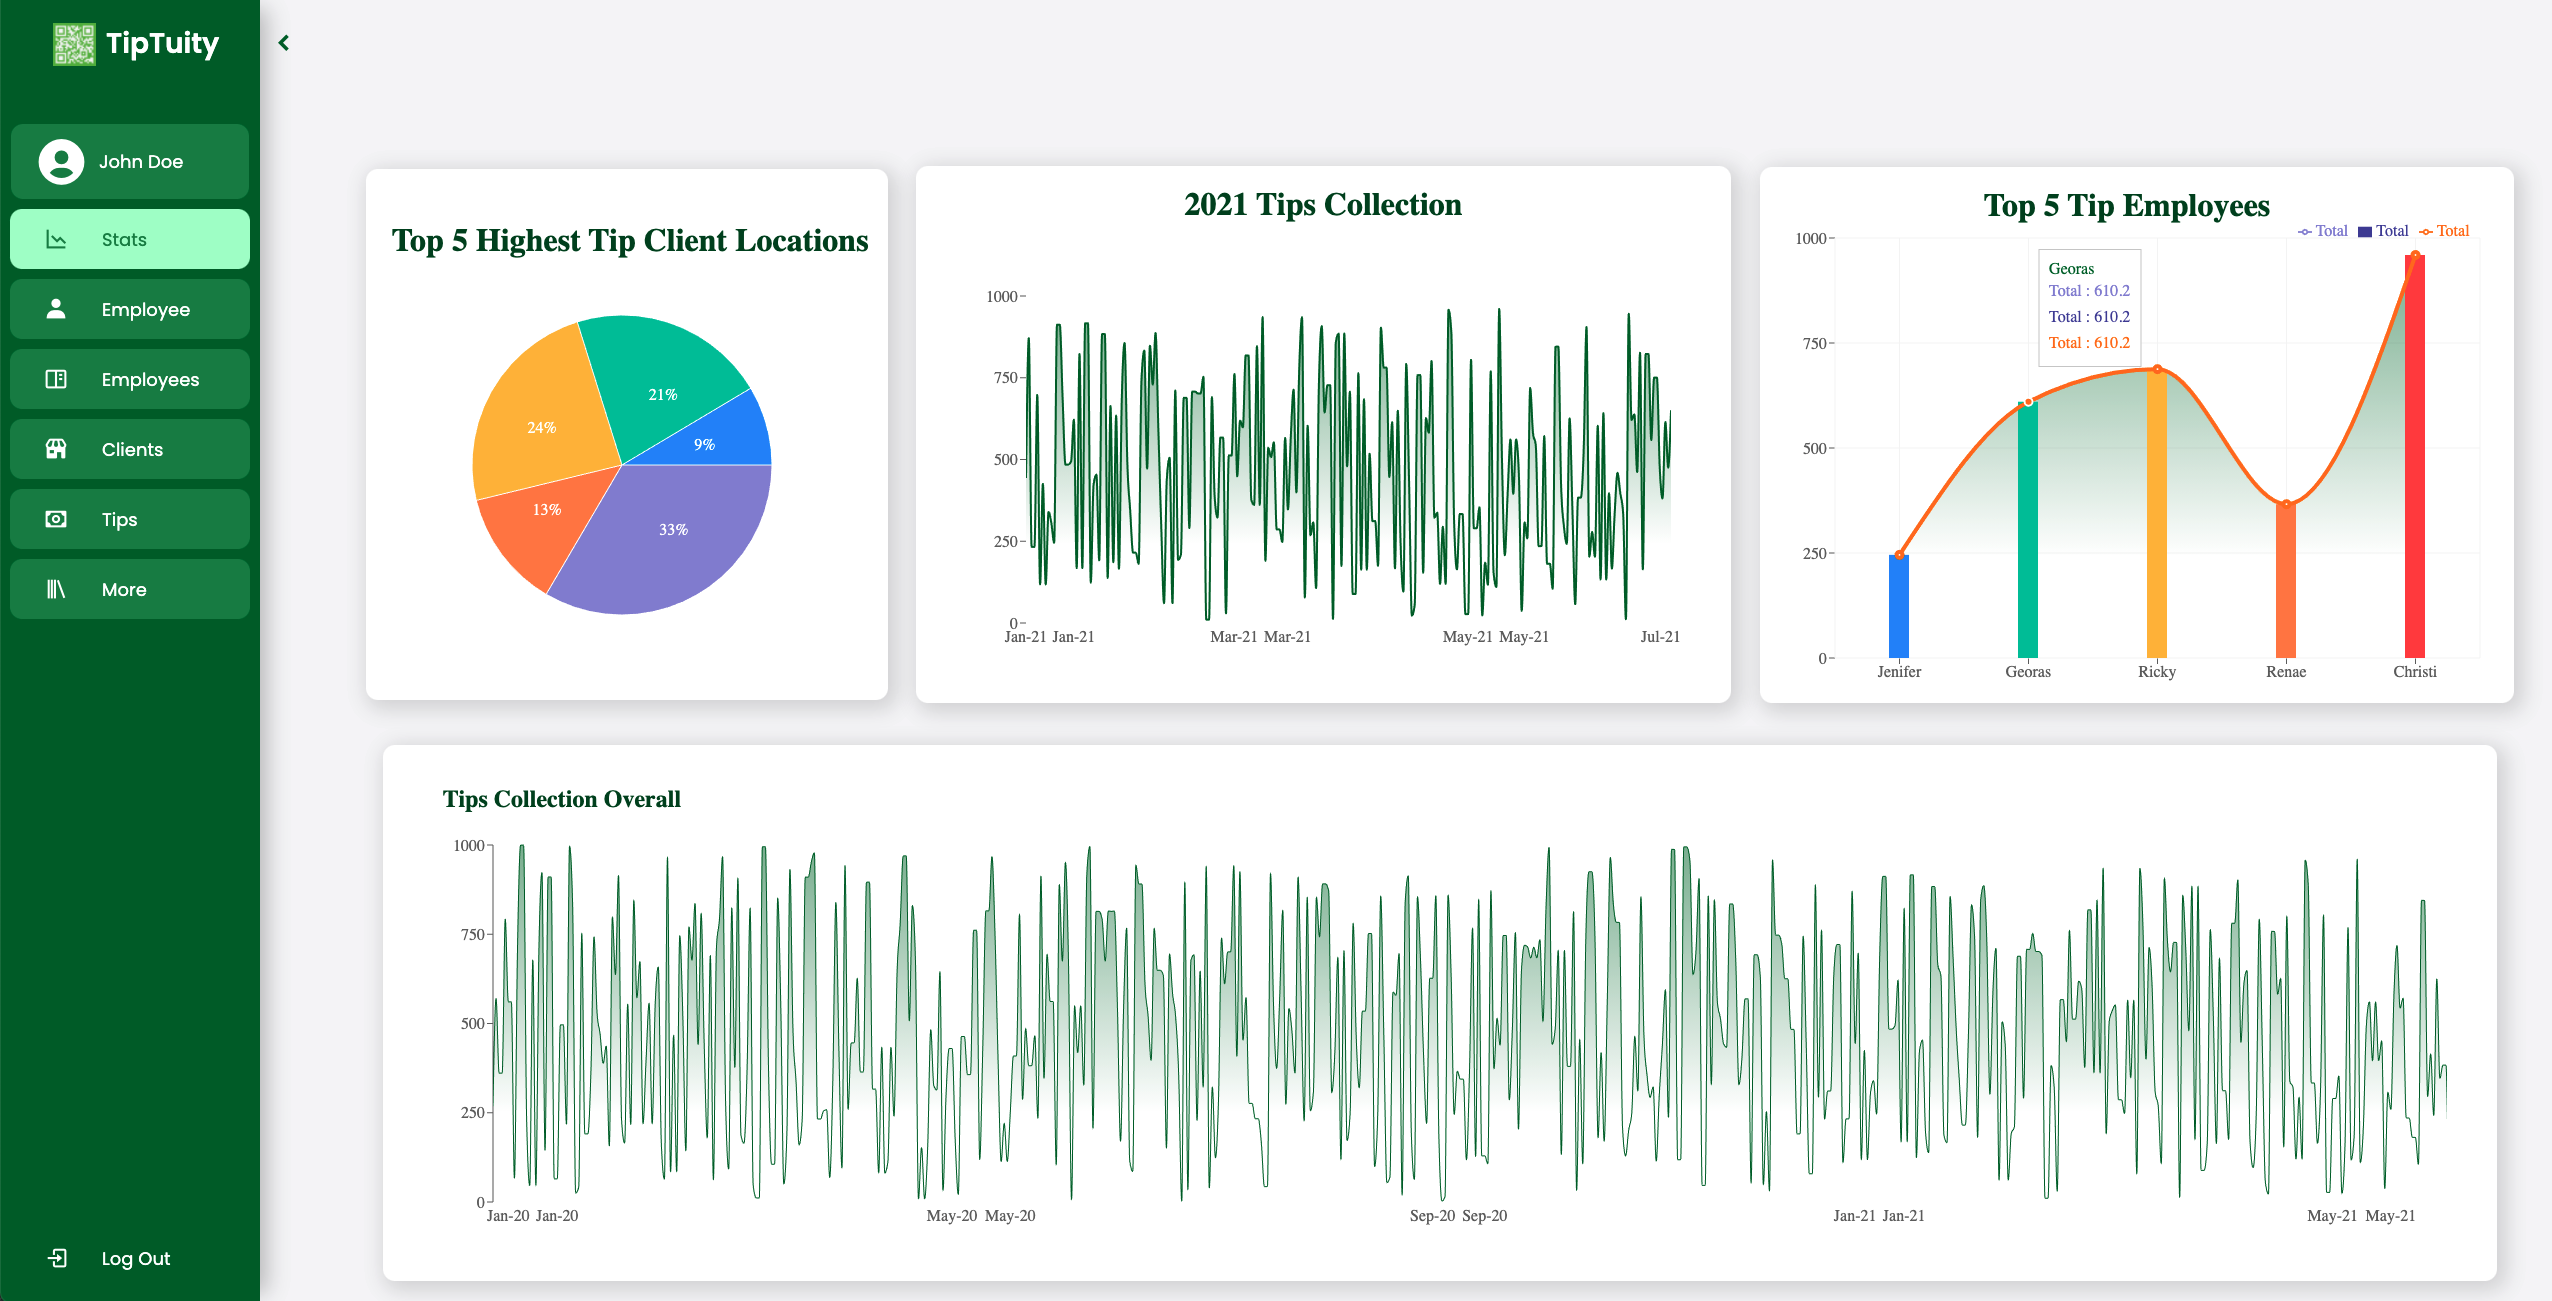 TipTuity
John Doe
Stats
Employee
Employees
Clients
Tips
More
Log Out
Top 5 Highest Tip Client Locations
21%
9%
24%
13%
33%
2021 Tips Collection
1000
750
500
250
0
Jan-21 Jan-21 Mar-21 Mar-21 May-21 May-21 Jul-21
Top 5 Tip Employees
Total Total Total
1000
750
500
250
0
Georas
Total : 610.2
Total : 610.2
Total : 610.2
Jenifer Georas Ricky Renae Christi
Tips Collection Overall
1000
750
500
250
0
Jan-20 Jan-20 May-20 May-20 Sep-20 Sep-20 Jan-21 Jan-21 May-21 May-21